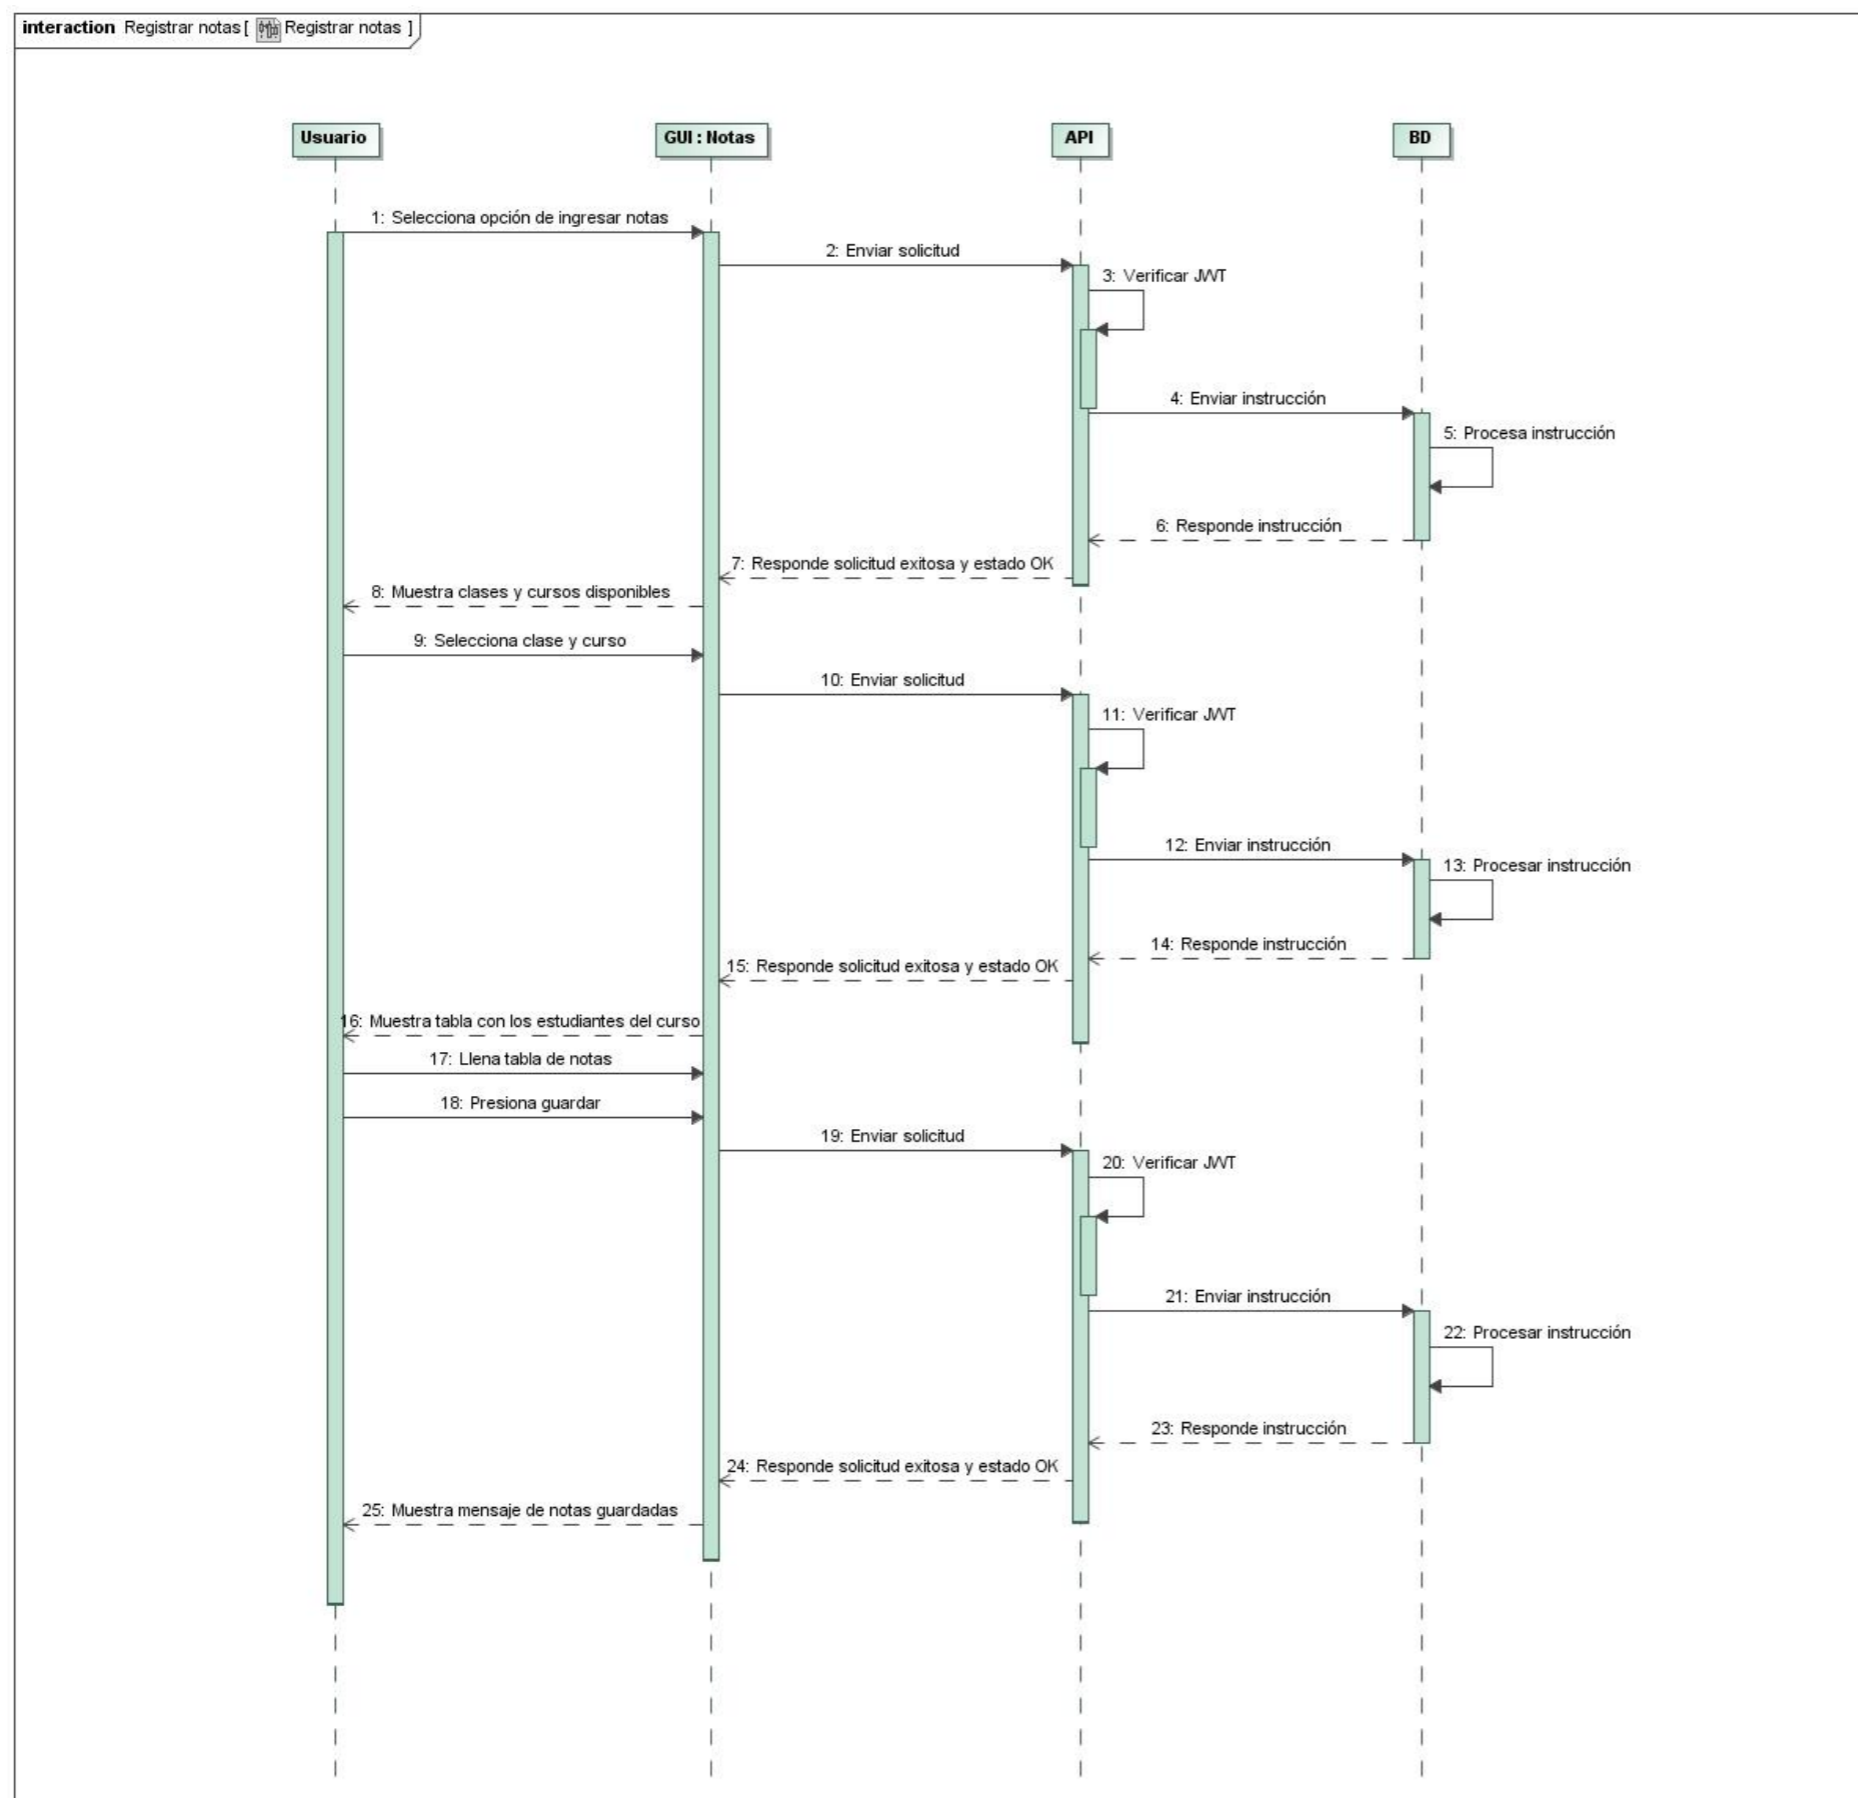 interaction Registrar notas [ Registrar notas ]
Usuario
GUI : Notas
API
BD
1: Selecciona opción de ingresar notas
2: Enviar solicitud
3: Verificar JWT
4: Enviar instrucción
5: Procesa instrucción
6: Responde instrucción
7: Responde solicitud exitosa y estado OK
8: Muestra clases y cursos disponibles
9: Selecciona clase y curso
10: Enviar solicitud
11: Verificar JWT
12: Enviar instrucción
13: Procesar instrucción
14: Responde instrucción
15: Responde solicitud exitosa y estado OK
16: Muestra tabla con los estudiantes del curso
17: Llena tabla de notas
18: Presiona guardar
19: Enviar solicitud
20: Verificar JWT
21: Enviar instrucción
22: Procesar instrucción
23: Responde instrucción
24: Responde solicitud exitosa y estado OK
25: Muestra mensaje de notas guardadas